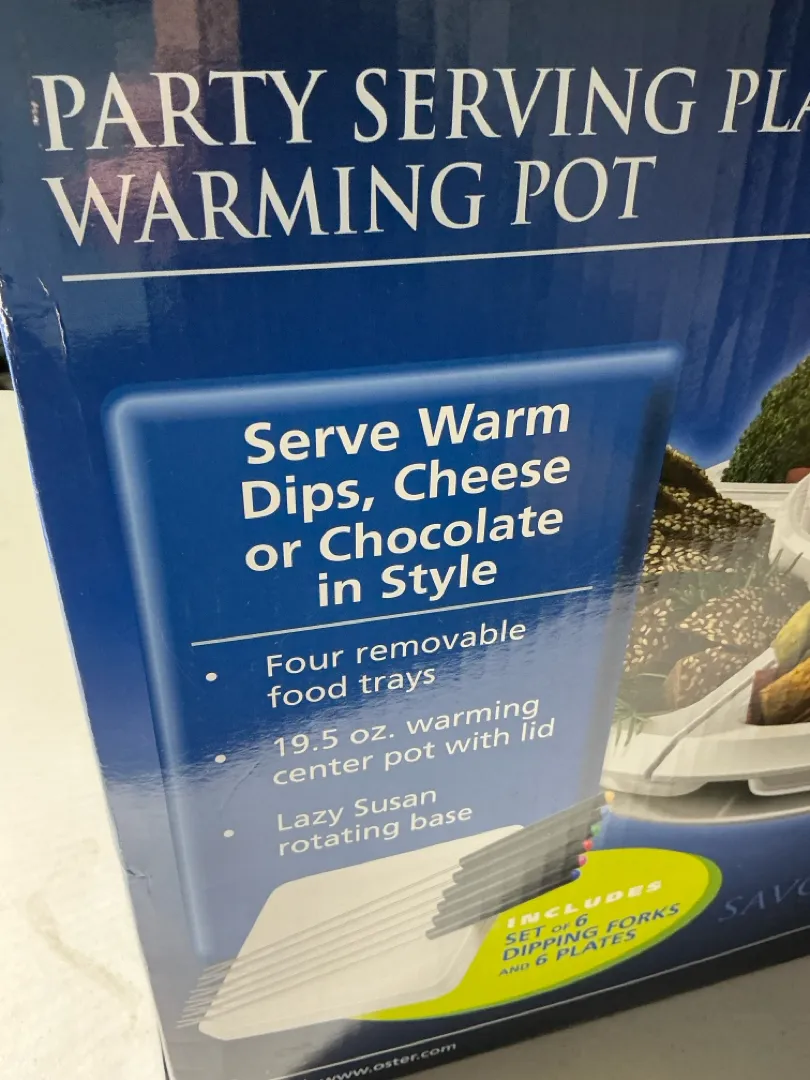 PARTY SERVING PLA
WARMING POT
Serve Warm
Dips, Cheese
or Chocolate
in Style
• Four removable
food trays
• 19.5 oz. warming
center pot with lid
• Lazy Susan
rotating base
INCLUDES
SET OF 6
DIPPING FORKS
AND 6 PLATES
SAVO
www.oster.com